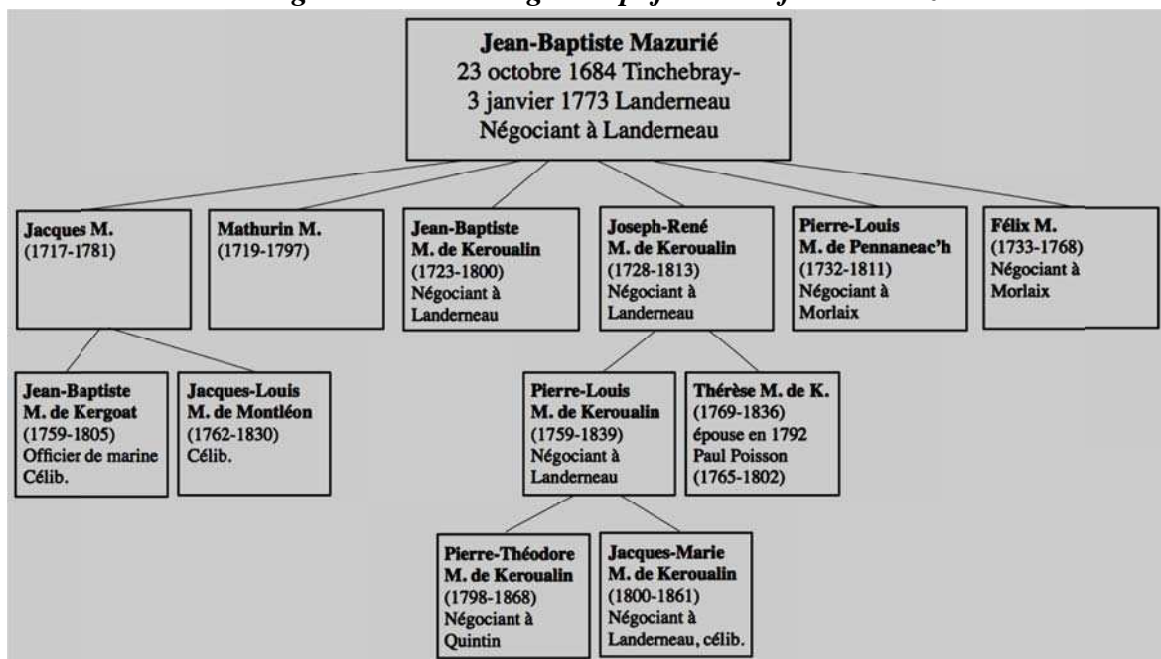 Jean-Baptiste Mazurié
23 octobre 1684 Tinchebray-
3 janvier 1773 Landerneau
Négociant à Landerneau
Jacques M.
(1717-1781)
Mathurin M.
(1719-1797)
Jean-Baptiste
M. de Keroualin
(1723-1800)
Négociant à
Landerneau
Joseph-René
M. de Keroualin
(1728-1813)
Négociant à
Landerneau
Pierre-Louis
M. de Pennaneac'h
(1732-1811)
Négociant à
Morlaix
Félix M.
(1733-1768)
Négociant à
Morlaix
Jean-Baptiste
M. de Kergoat
(1759-1805)
Officier de marine
Célib.
Jacques-Louis
M. de Montléon
(1762-1830)
Célib.
Pierre-Louis
M. de Keroualin
(1759-1839)
Négociant à
Landerneau
Thérèse M. de K.
(1769-1836)
épouse en 1792
Paul Poisson
(1765-1802)
Pierre-Théodore
M. de Keroualin
(1798-1868)
Négociant à
Quintin
Jacques-Marie
M. de Keroualin
(1800-1861)
Négociant à
Landerneau, célib.